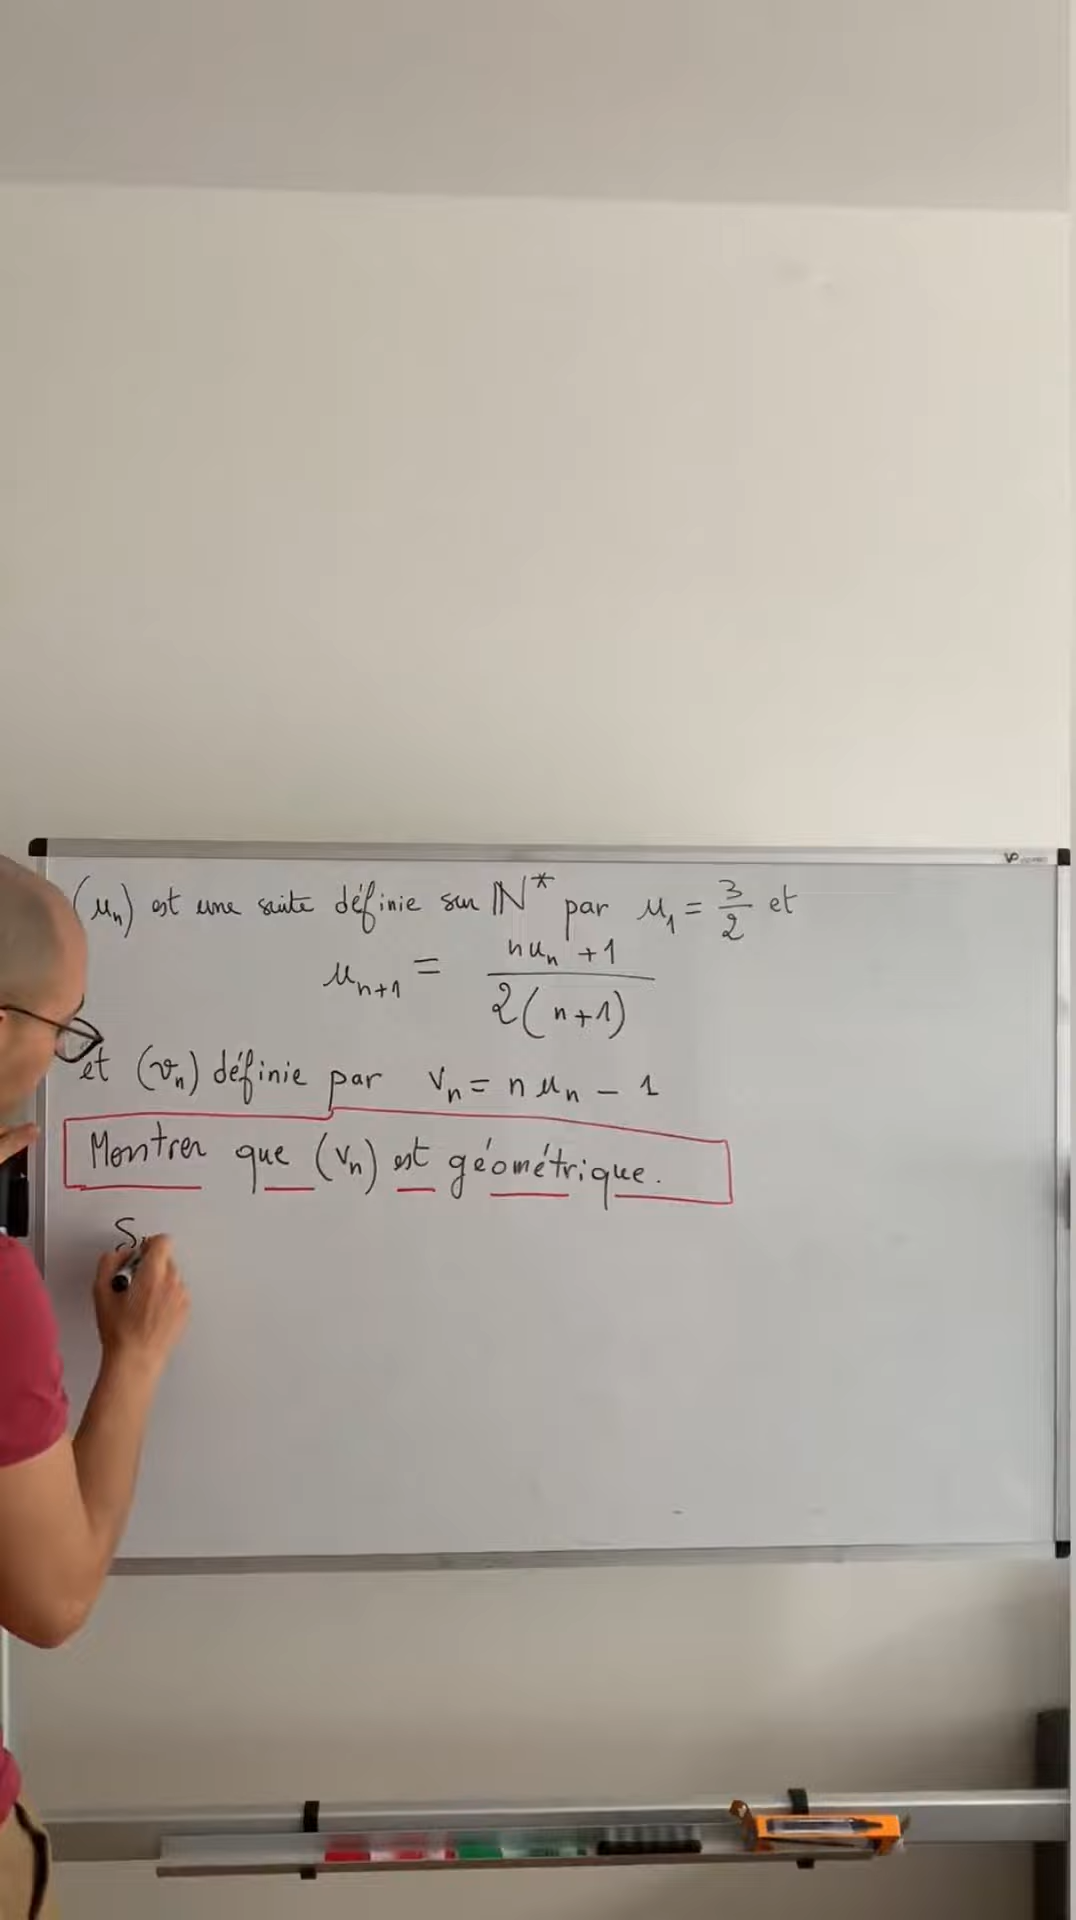 (uₙ) est une suite définie sur ℕ* par u₁ = 3/2 et
uₙ₊₁ = (nuₙ + 1)/(2(n+1))
et (vₙ) définie par vₙ = n uₙ − 1
Montrer que (vₙ) est géométrique.